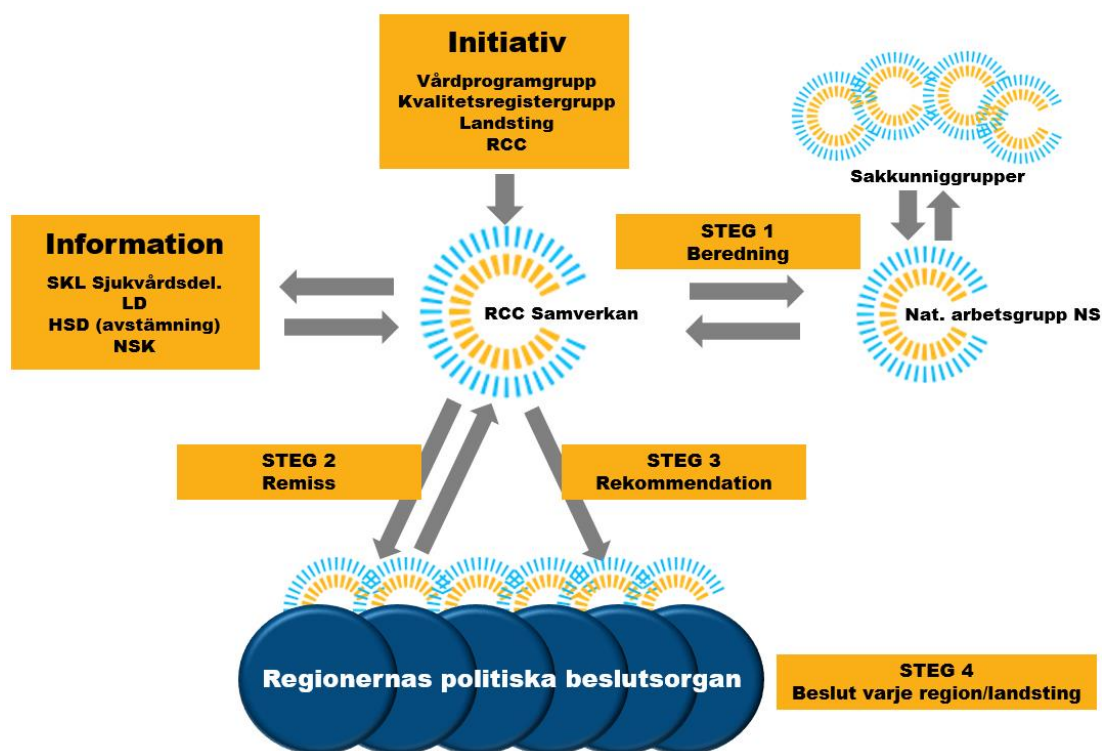 Initiativ
Vårdprogramgrupp
Kvalitetsregistergrupp
Landsting
RCC
Sakkunniggrupper
Information
SKL Sjukvårdsdel.
LD
HSD (avstämning)
NSK
STEG 1
Beredning
RCC Samverkan
Nat. arbetsgrupp NS
STEG 2
Remiss
STEG 3
Rekommendation
Regionernas politiska beslutsorgan
STEG 4
Beslut varje region/landsting